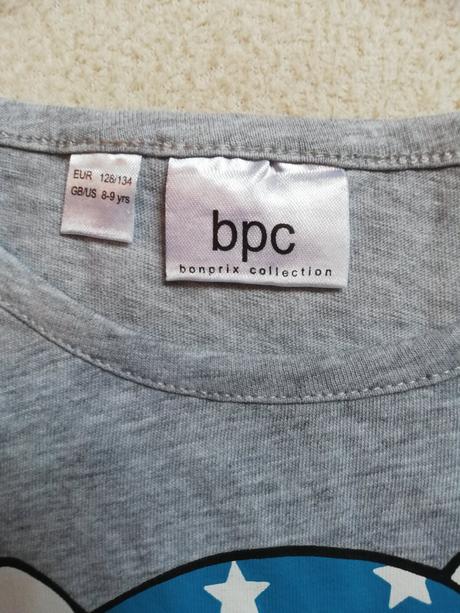 EUR 128/134
GB/US 8-9 yrs
bpc
bonprix collection